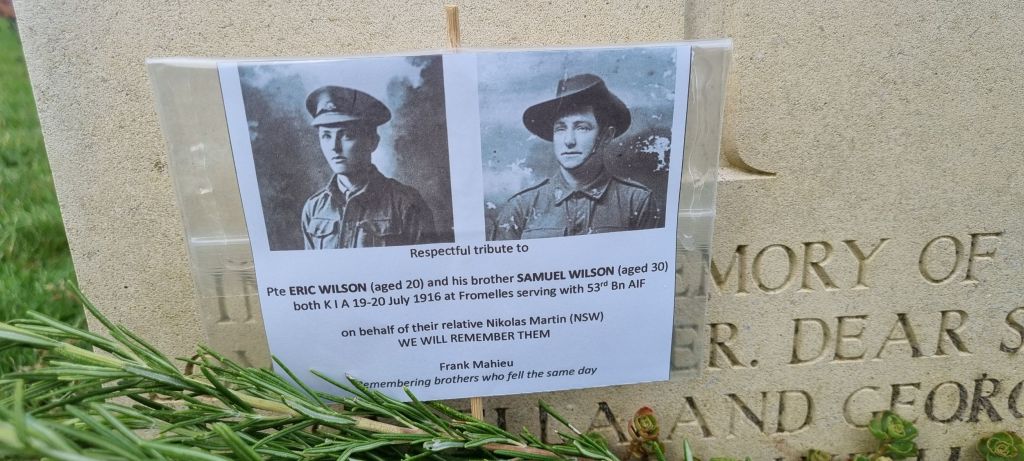 Respectful tribute to
Pte ERIC WILSON (aged 20) and his brother SAMUEL WILSON (aged 30)
both K I A 19-20 July 1916 at Fromelles serving with 53rd Bn AIF
on behalf of their relative Nikolas Martin (NSW)
WE WILL REMEMBER THEM
Frank Mahieu
Remembering brothers who fell the same day
MORY OF
ER. DEAR S
AND GEORG